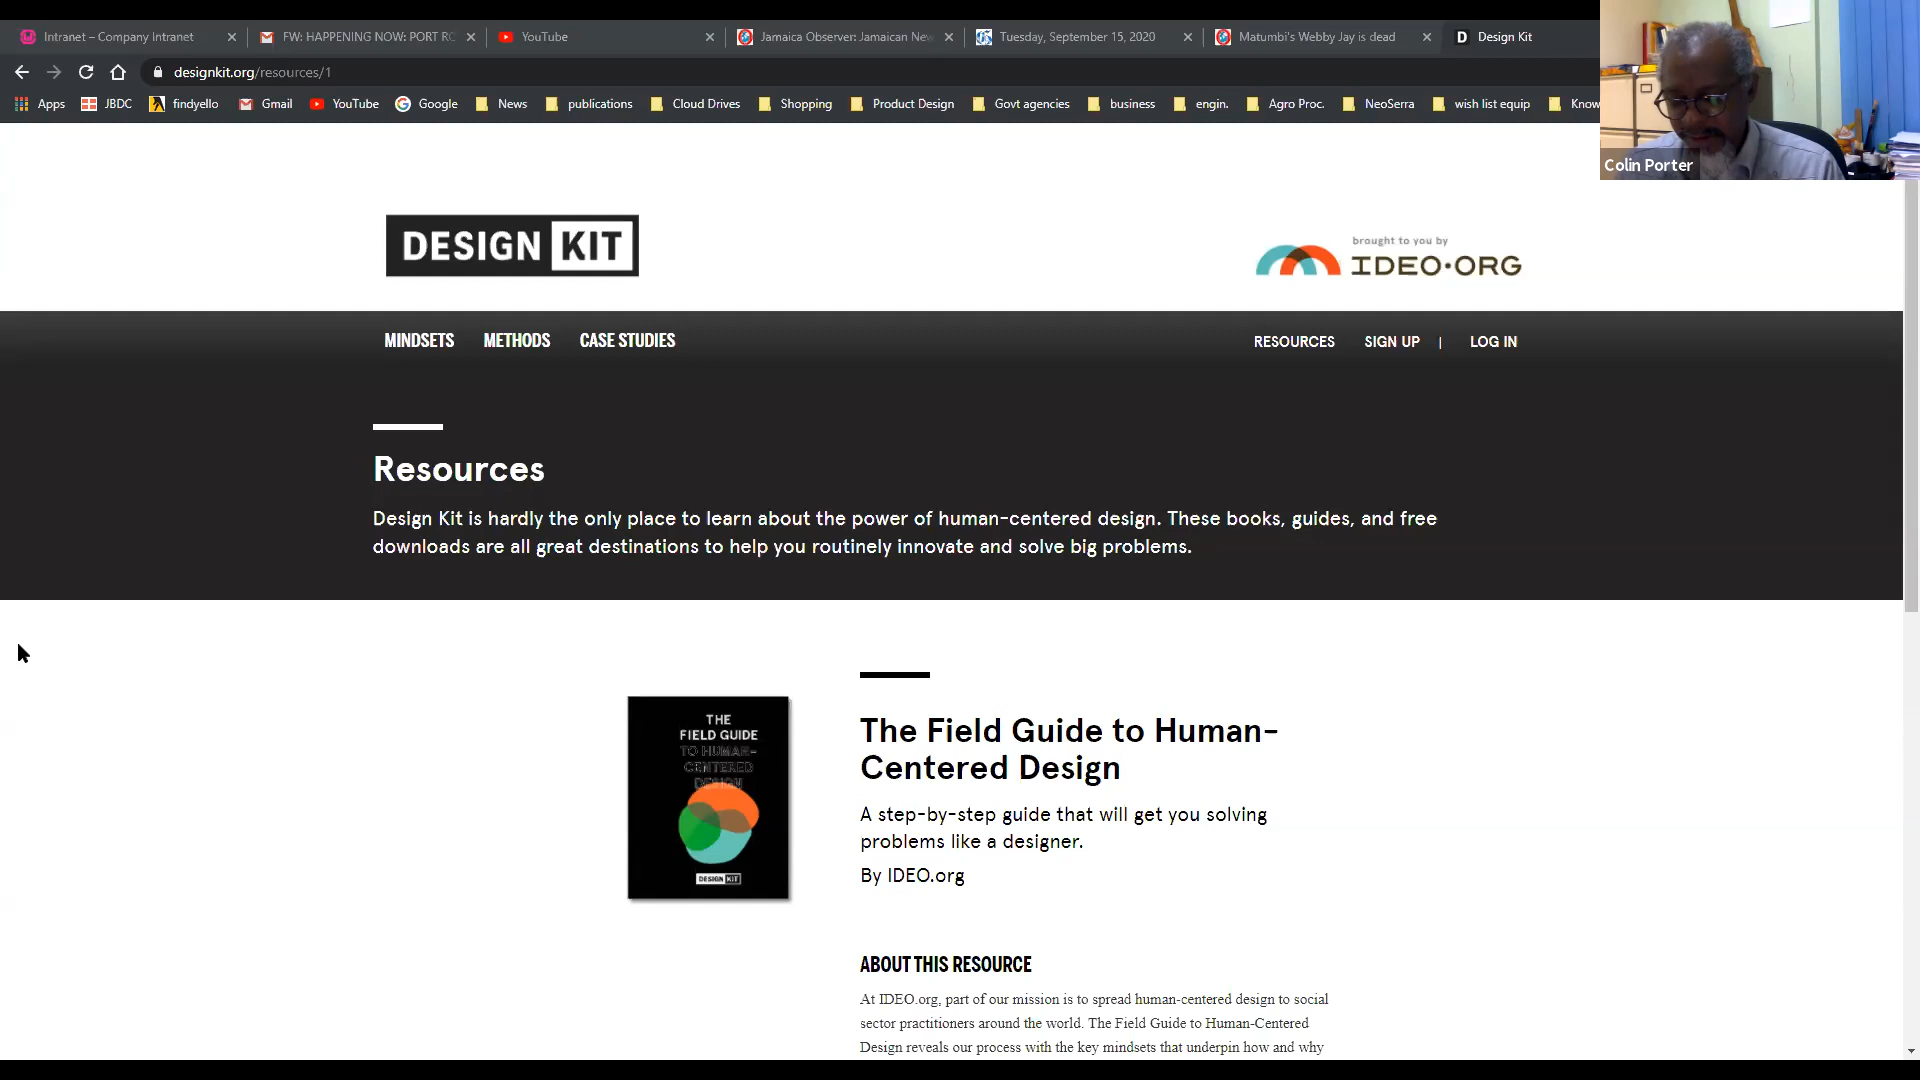 Intranet – Company Intranet
FW: HAPPENING NOW: PORT RO
YouTube
Jamaica Observer: Jamaican New
Tuesday, September 15, 2020
Matumbi's Webby Jay is dead
D Design Kit
designkit.org/resources/1
Apps JBDC findyello Gmail YouTube Google News publications Cloud Drives Shopping Product Design Govt agencies business engin. Agro Proc. NeoSerra wish list equip Know
Colin Porter
DESIGN KIT
brought to you by
IDEO·ORG
MINDSETS METHODS CASE STUDIES RESOURCES SIGN UP | LOG IN
Resources
Design Kit is hardly the only place to learn about the power of human-centered design. These books, guides, and free
downloads are all great destinations to help you routinely innovate and solve big problems.
THE
FIELD GUIDE
TO HUMAN-
CENTERED
DESIGN
DESIGN KIT
The Field Guide to Human-
Centered Design
A step-by-step guide that will get you solving
problems like a designer.
By IDEO.org
ABOUT THIS RESOURCE
At IDEO.org, part of our mission is to spread human-centered design to social
sector practitioners around the world. The Field Guide to Human-Centered
Design reveals our process with the key mindsets that underpin how and why